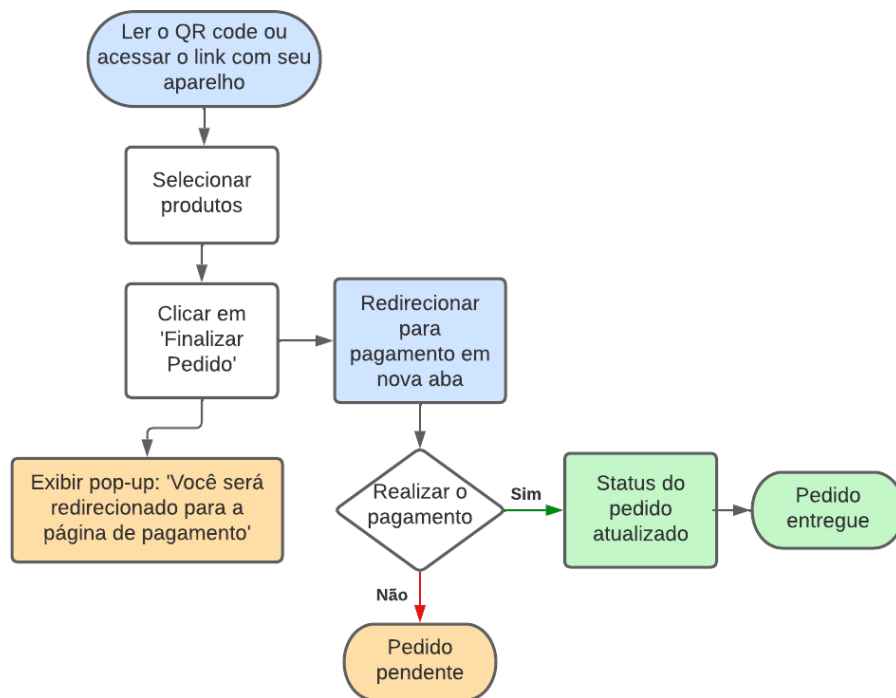 Ler o QR code ou
acessar o link com seu
aparelho
Selecionar
produtos
Clicar em
'Finalizar
Pedido'
Redirecionar
para
pagamento em
nova aba
Exibir pop-up: 'Você será
redirecionado para a
página de pagamento'
Realizar o
pagamento
Sim
Status do
pedido
atualizado
Pedido
entregue
Não
Pedido
pendente